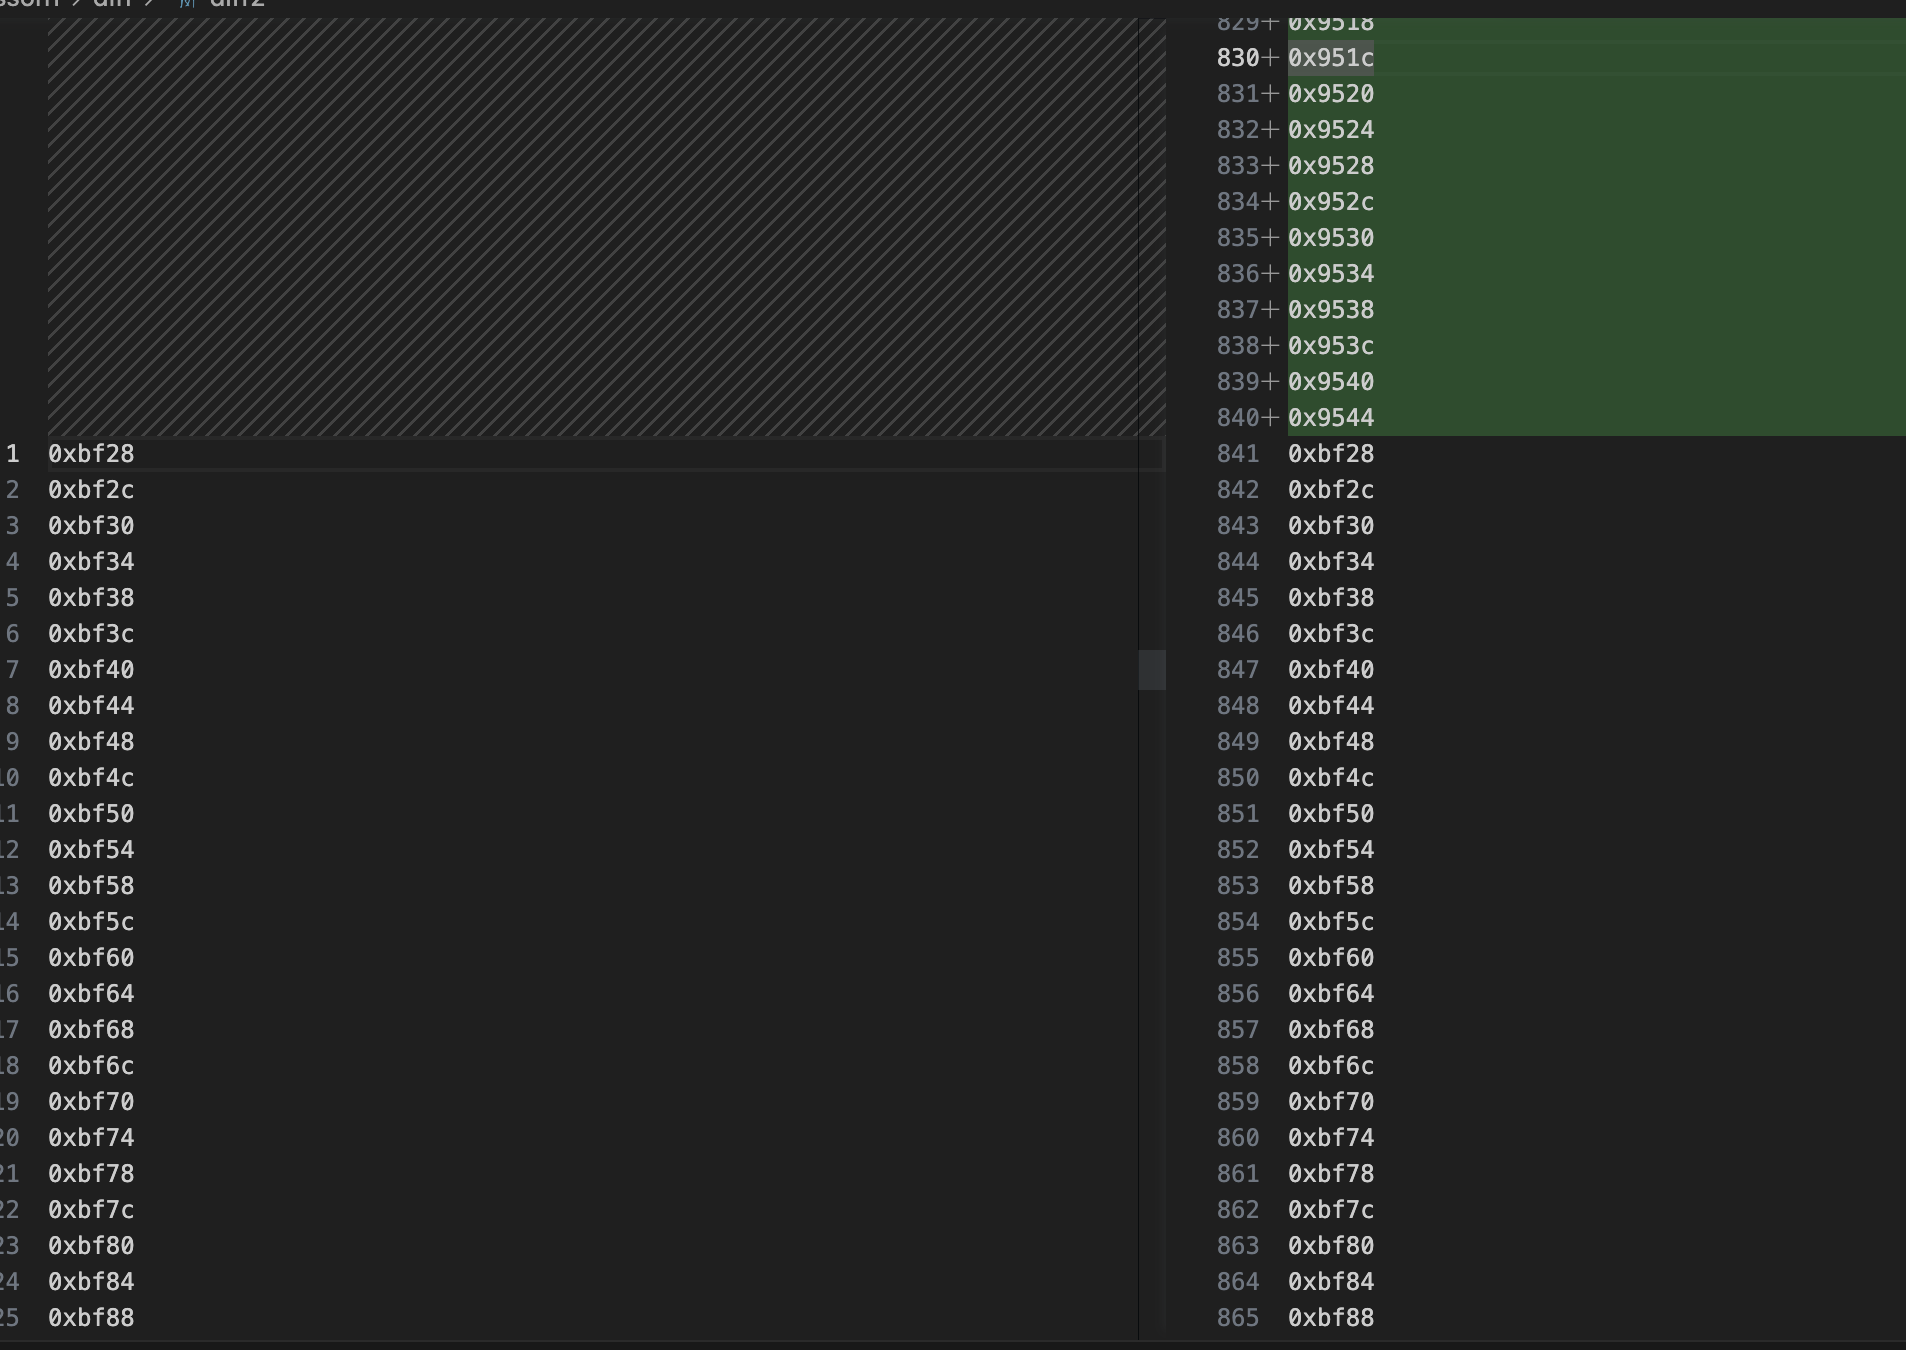 diff2
829+ 0x9518
830+ 0x951c
831+ 0x9520
832+ 0x9524
833+ 0x9528
834+ 0x952c
835+ 0x9530
836+ 0x9534
837+ 0x9538
838+ 0x953c
839+ 0x9540
840+ 0x9544
1 0xbf28 841 0xbf28
2 0xbf2c 842 0xbf2c
3 0xbf30 843 0xbf30
4 0xbf34 844 0xbf34
5 0xbf38 845 0xbf38
6 0xbf3c 846 0xbf3c
7 0xbf40 847 0xbf40
8 0xbf44 848 0xbf44
9 0xbf48 849 0xbf48
10 0xbf4c 850 0xbf4c
11 0xbf50 851 0xbf50
12 0xbf54 852 0xbf54
13 0xbf58 853 0xbf58
14 0xbf5c 854 0xbf5c
15 0xbf60 855 0xbf60
16 0xbf64 856 0xbf64
17 0xbf68 857 0xbf68
18 0xbf6c 858 0xbf6c
19 0xbf70 859 0xbf70
20 0xbf74 860 0xbf74
21 0xbf78 861 0xbf78
22 0xbf7c 862 0xbf7c
23 0xbf80 863 0xbf80
24 0xbf84 864 0xbf84
25 0xbf88 865 0xbf88